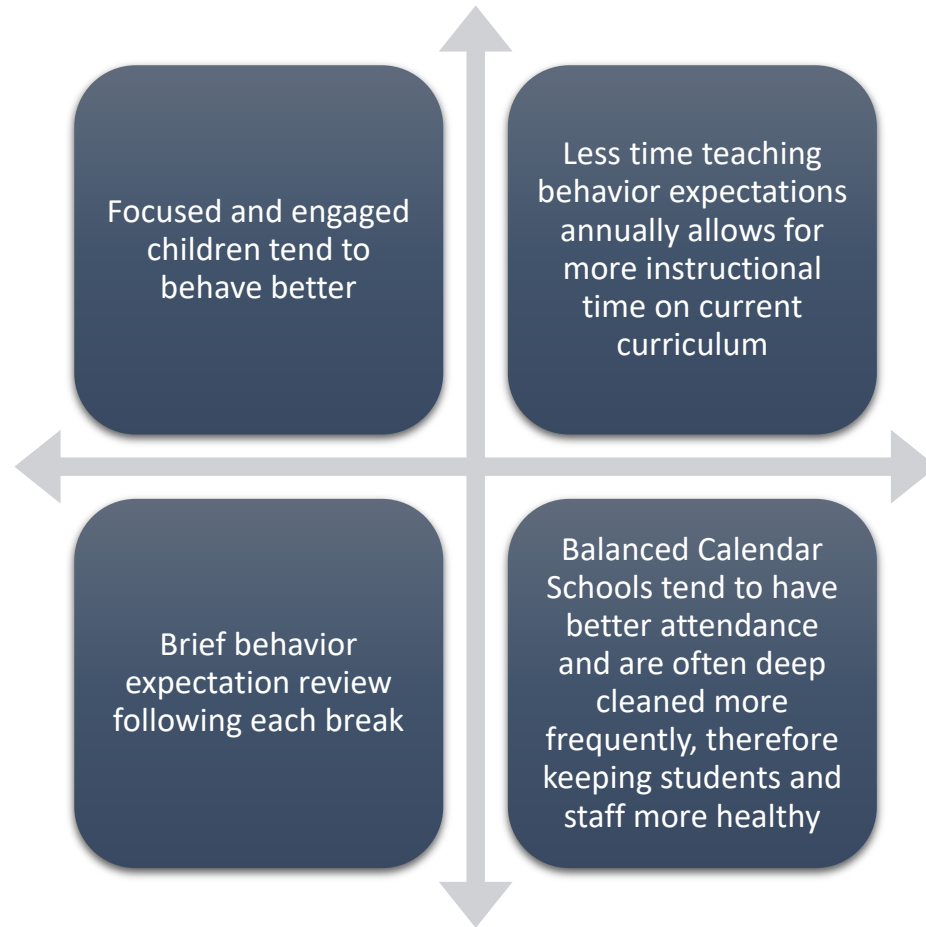 Focused and engaged
children tend to
behave better
Less time teaching
behavior expectations
annually allows for
more instructional
time on current
curriculum
Brief behavior
expectation review
following each break
Balanced Calendar
Schools tend to have
better attendance
and are often deep
cleaned more
frequently, therefore
keeping students and
staff more healthy